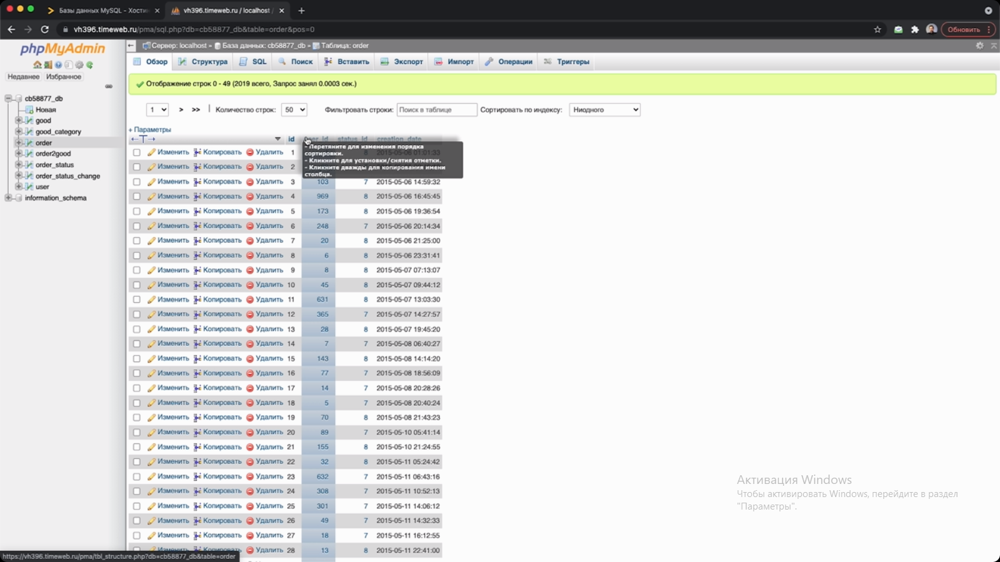 Базы данных MySQL - Хости
vh396.timeweb.ru / localhost /
vh396.timeweb.ru/pma/sql.php?db=cb58877_db&table=order&pos=0
Обновить
phpMyAdmin
Недавнее Избранное
cb58877_db
Новая
good
good_category
order
order2good
order_status
order_status_change
user
information_schema
Сервер: localhost » База данных: cb58877_db » Таблица: order
Обзор Структура SQL Поиск Вставить Экспорт Импорт Операции Триггеры
Отображение строк 0 - 49 (2019 всего, Запрос занял 0.0003 сек.)
1 > >> Количество строк: 50 Фильтровать строки: Поиск в таблице Сортировать по индексу: Ниодного
+ Параметры
←T→ id status_id creation_date
- Перетяните для изменения порядка
сортировки.
- Кликните для установки/снятия отметки.
- Кликните дважды для копирования имени
столбца.
Изменить Копировать Удалить 1
Изменить Копировать Удалить 2
Изменить Копировать Удалить 3 103 7 2015-05-06 14:59:32
Изменить Копировать Удалить 4 969 8 2015-05-06 16:45:45
Изменить Копировать Удалить 5 173 8 2015-05-06 19:36:54
Изменить Копировать Удалить 6 248 7 2015-05-06 20:14:34
Изменить Копировать Удалить 7 20 8 2015-05-06 21:25:00
Изменить Копировать Удалить 8 6 8 2015-05-06 23:31:41
Изменить Копировать Удалить 9 8 8 2015-05-07 07:13:07
Изменить Копировать Удалить 10 45 8 2015-05-07 09:44:12
Изменить Копировать Удалить 11 631 8 2015-05-07 13:03:30
Изменить Копировать Удалить 12 365 7 2015-05-07 14:27:57
Изменить Копировать Удалить 13 28 8 2015-05-07 19:45:20
Изменить Копировать Удалить 14 7 7 2015-05-08 06:40:27
Изменить Копировать Удалить 15 143 8 2015-05-08 14:14:20
Изменить Копировать Удалить 16 77 7 2015-05-08 18:56:09
Изменить Копировать Удалить 17 14 7 2015-05-08 20:28:26
Изменить Копировать Удалить 18 5 7 2015-05-08 20:40:24
Изменить Копировать Удалить 19 70 8 2015-05-08 21:43:23
Изменить Копировать Удалить 20 89 7 2015-05-10 05:41:14
Изменить Копировать Удалить 21 155 8 2015-05-10 21:24:55
Изменить Копировать Удалить 22 32 8 2015-05-11 05:24:42
Изменить Копировать Удалить 23 632 7 2015-05-11 06:43:16
Изменить Копировать Удалить 24 308 7 2015-05-11 10:52:13
Изменить Копировать Удалить 25 301 7 2015-05-11 14:06:12
Изменить Копировать Удалить 26 49 7 2015-05-11 14:32:33
Изменить Копировать Удалить 27 18 7 2015-05-11 16:12:55
Изменить Копировать Удалить 28 13 8 2015-05-11 22:41:00
Активация Windows
Чтобы активировать Windows, перейдите в раздел
"Параметры".
https://vh396.timeweb.ru/pma/tbl_structure.php?db=cb58877_db&table=order